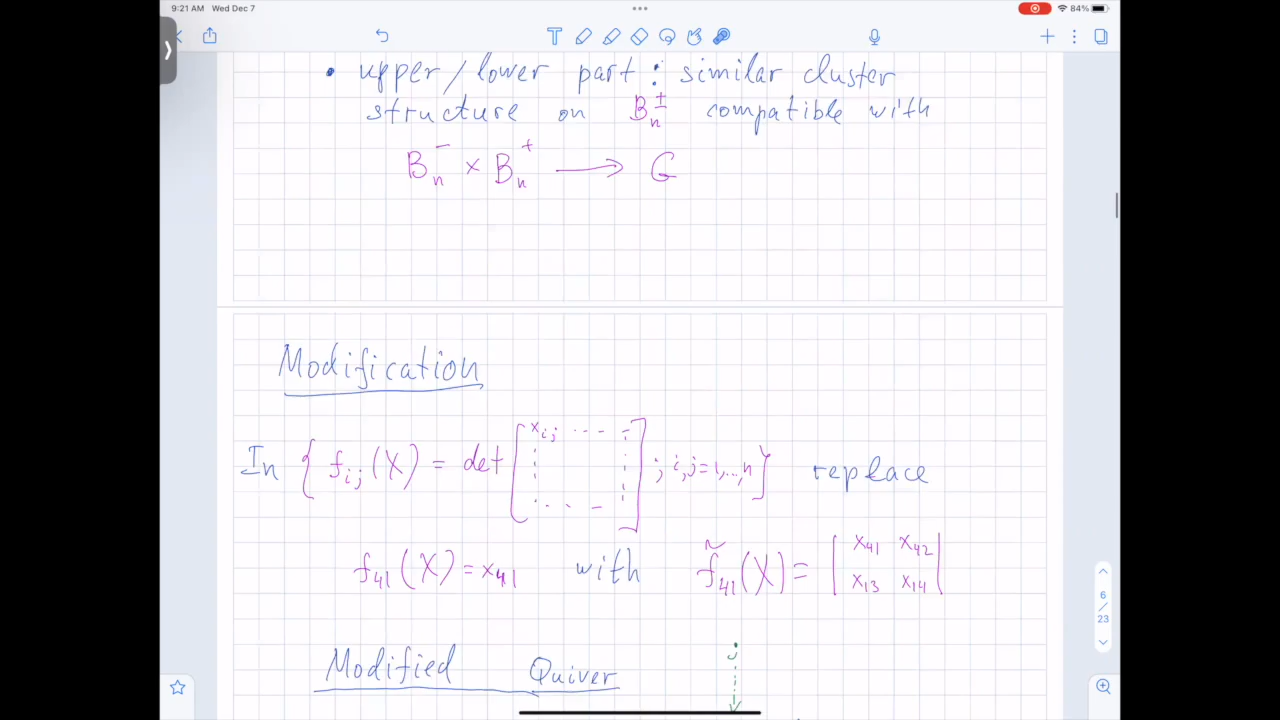 9:21 AM Wed Dec 7
84%
• upper/lower part : similar cluster
structure on B_n^± compatible with
B_n^- × B_n^+ ⟶ G
Modification
In { f_ij (X) = det [ x_ij ... ] ; i,j=1,...,n } replace
f_41 (X) = x_41 with f̃_41 (X) = | x_41 x_42
x_13 x_14 |
Modified Quiver
6
/
23